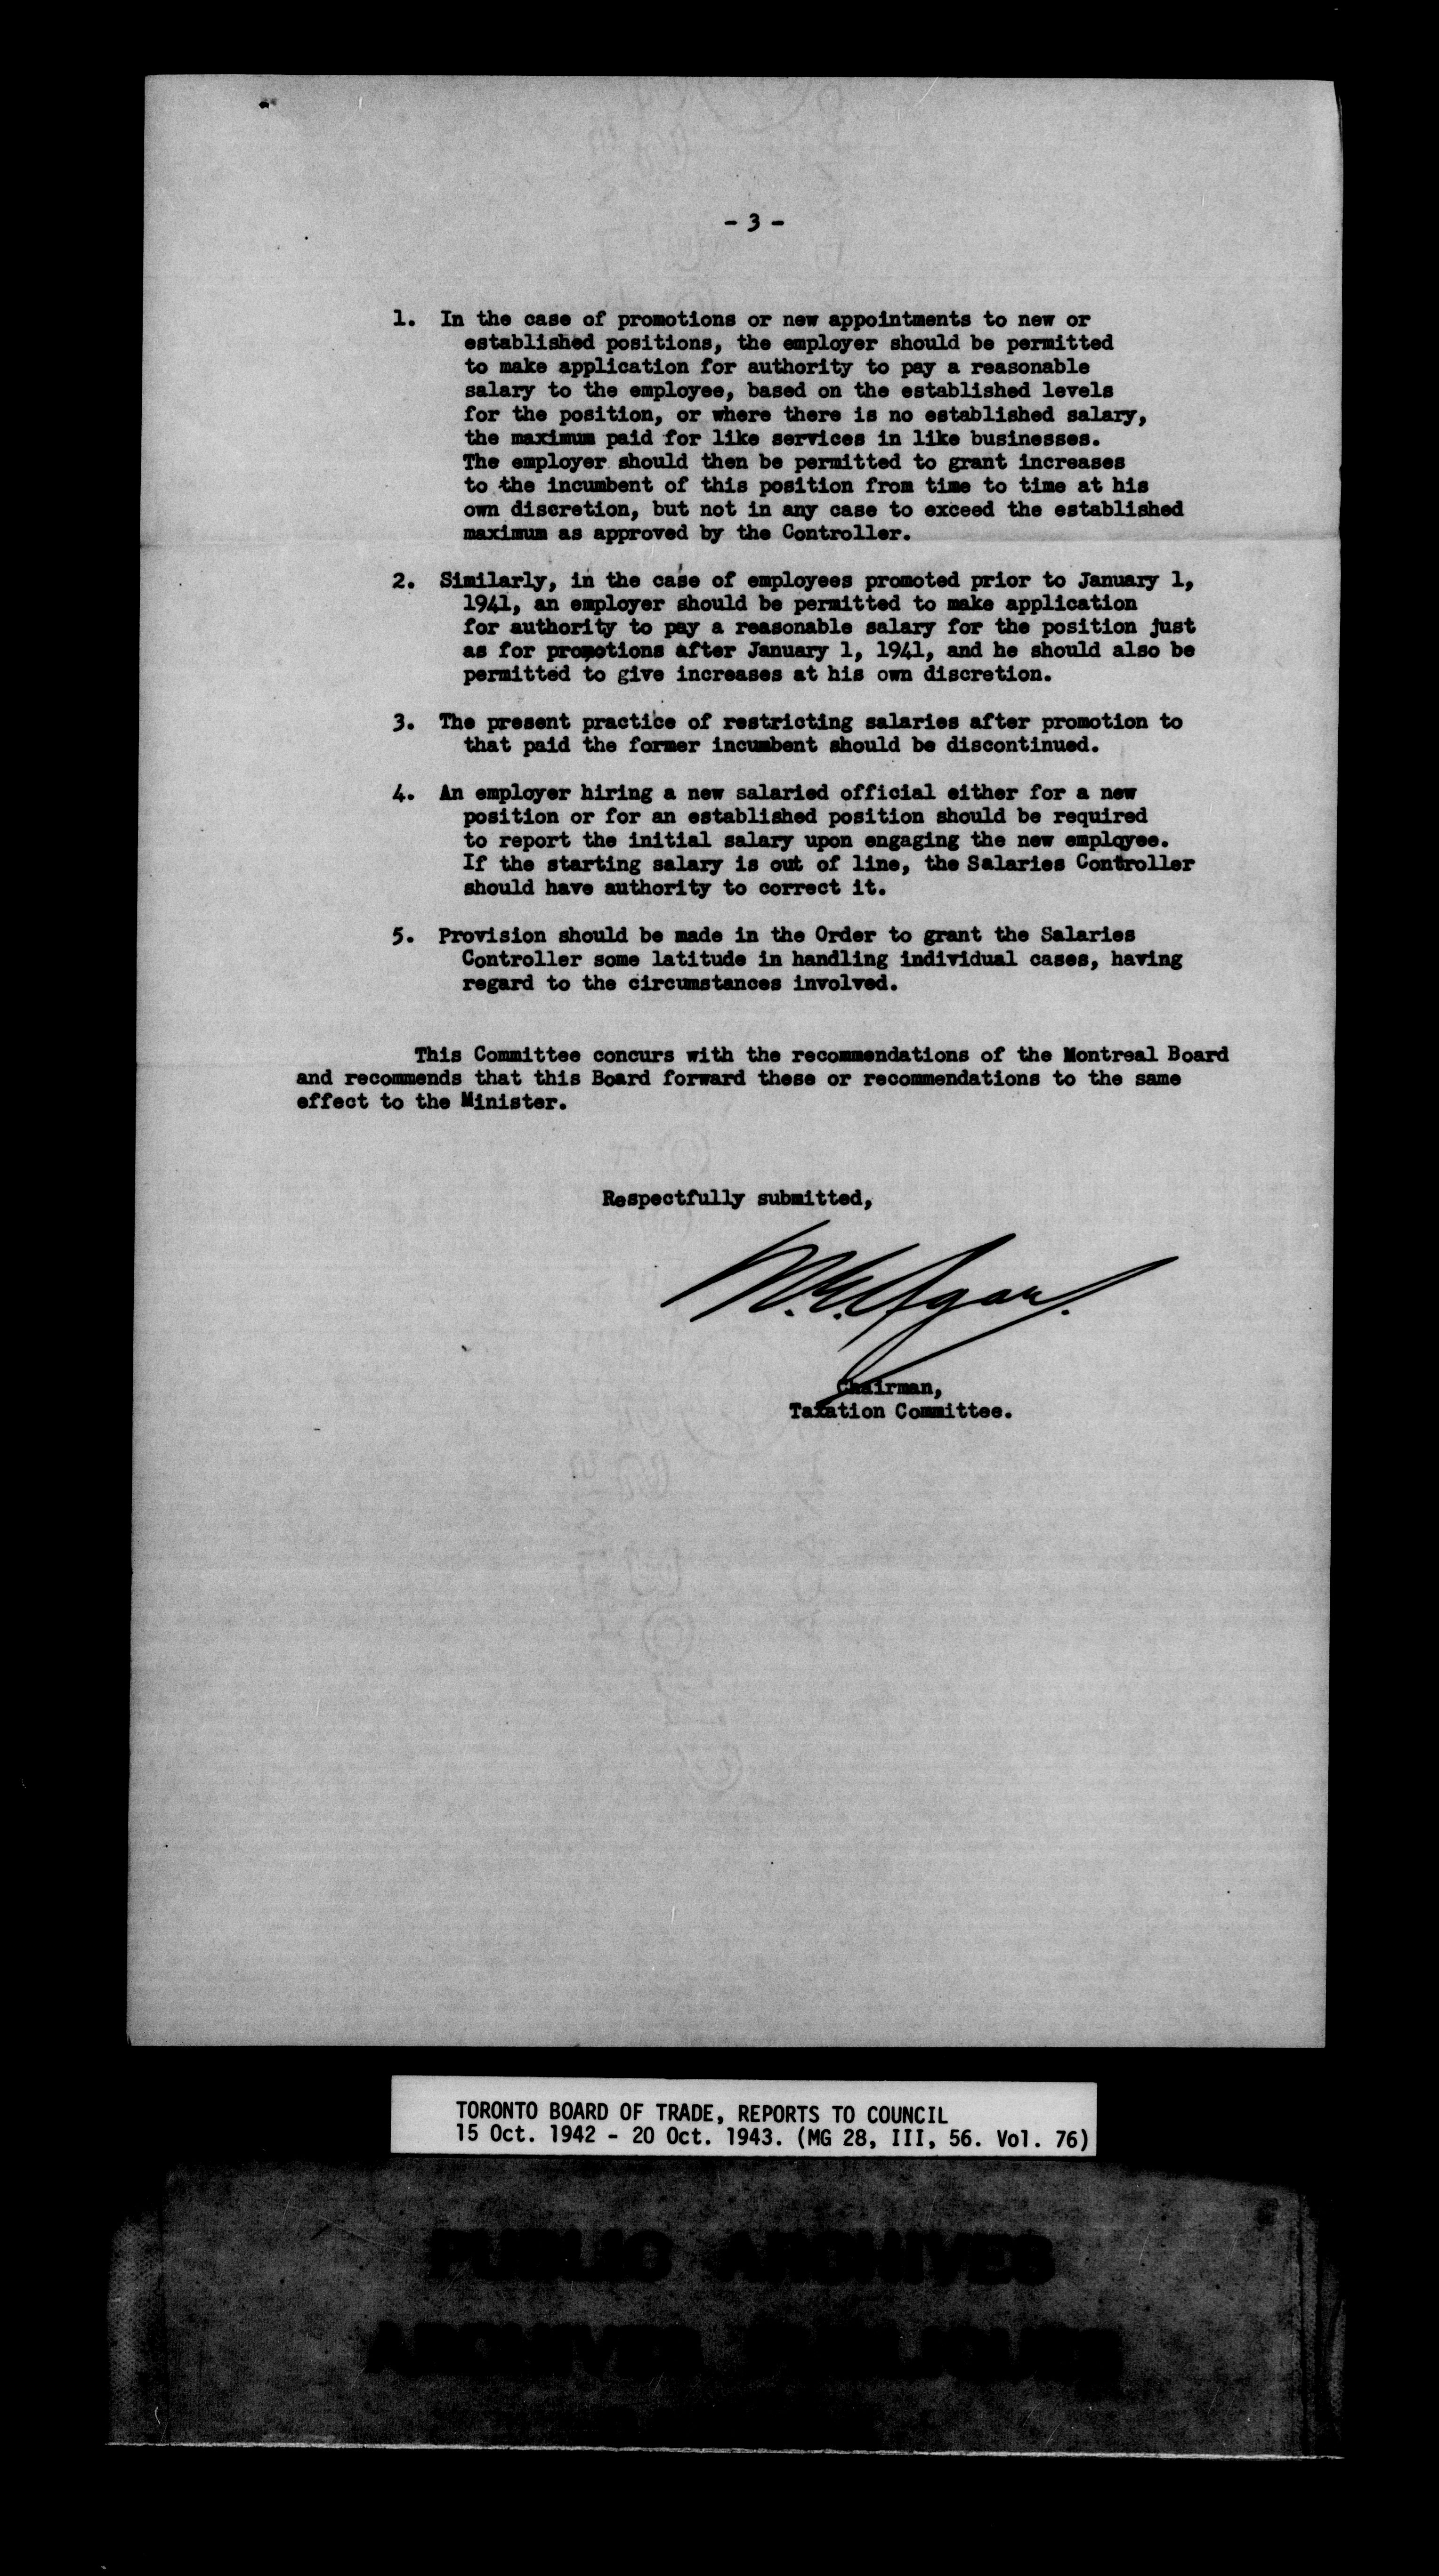 - 3 -
1. In the case of promotions or new appointments to new or
established positions, the employer should be permitted
to make application for authority to pay a reasonable
salary to the employee, based on the established levels
for the position, or where there is no established salary,
the maximum paid for like services in like businesses.
The employer should then be permitted to grant increases
to the incumbent of this position from time to time at his
own discretion, but not in any case to exceed the established
maximum as approved by the Controller.
2. Similarly, in the case of employees promoted prior to January 1,
1941, an employer should be permitted to make application
for authority to pay a reasonable salary for the position just
as for promotions after January 1, 1941, and he should also be
permitted to give increases at his own discretion.
3. The present practice of restricting salaries after promotion to
that paid the former incumbent should be discontinued.
4. An employer hiring a new salaried official either for a new
position or for an established position should be required
to report the initial salary upon engaging the new employee.
If the starting salary is out of line, the Salaries Controller
should have authority to correct it.
5. Provision should be made in the Order to grant the Salaries
Controller some latitude in handling individual cases, having
regard to the circumstances involved.
This Committee concurs with the recommendations of the Montreal Board
and recommends that this Board forward these or recommendations to the same
effect to the Minister.
Respectfully submitted,
Chairman,
Taxation Committee.
TORONTO BOARD OF TRADE, REPORTS TO COUNCIL
15 Oct. 1942 - 20 Oct. 1943. (MG 28, III, 56. Vol. 76)
PUBLIC ARCHIVES
ARCHIVES PUBLIQUES